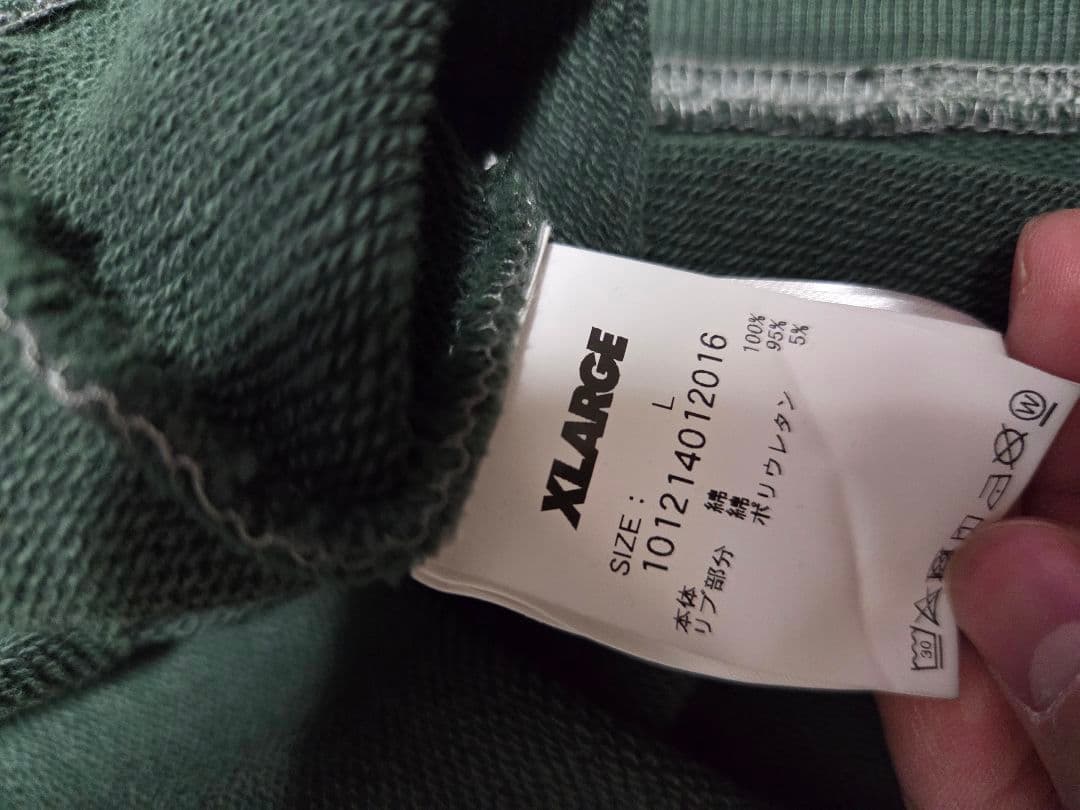 XLARGE
SIZE : L
101214012016
本体 綿 100%
リブ部分 綿 95%
ポリウレタン 5%
30
W